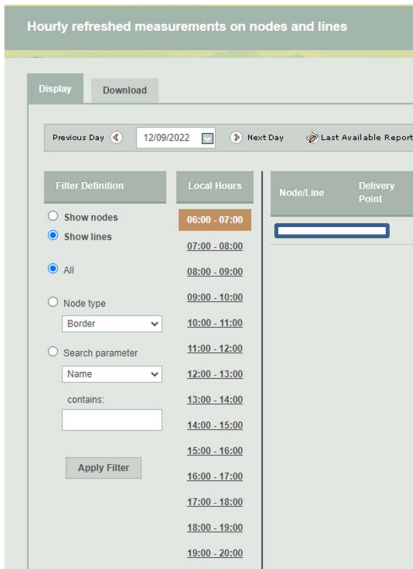 Hourly refreshed measurements on nodes and lines
Display
Download
Previous Day
12/09/2022
Next Day
Last Available Report
Filter Definition
Show nodes
Show lines
All
Node type
Border
Search parameter
Name
contains:
Apply Filter
Local Hours
06:00 - 07:00
07:00 - 08:00
08:00 - 09:00
09:00 - 10:00
10:00 - 11:00
11:00 - 12:00
12:00 - 13:00
13:00 - 14:00
14:00 - 15:00
15:00 - 16:00
16:00 - 17:00
17:00 - 18:00
18:00 - 19:00
19:00 - 20:00
Node/Line
Delivery
Point